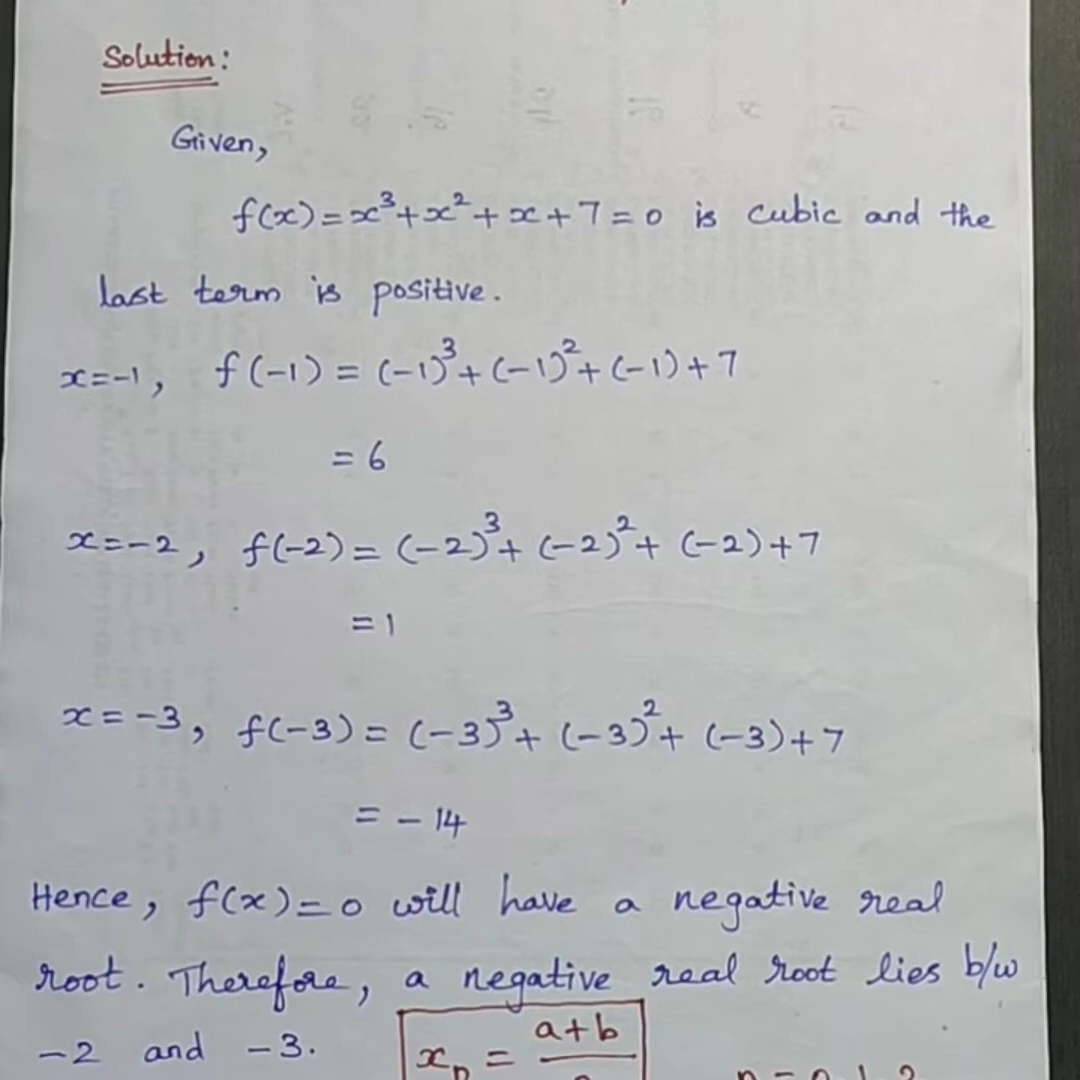 Solution:
Given,
f(x)=x³+x²+x+7=0 is cubic and the
last term is positive.
x=-1, f(-1) = (-1)³+(-1)²+(-1)+7
= 6
x=-2, f(-2) = (-2)³+(-2)²+(-2)+7
= 1
x=-3, f(-3) = (-3)³+(-3)²+(-3)+7
= -14
Hence, f(x)=0 will have a negative real
root. Therefore, a negative real root lies b/w
-2 and -3. xₙ = a+b